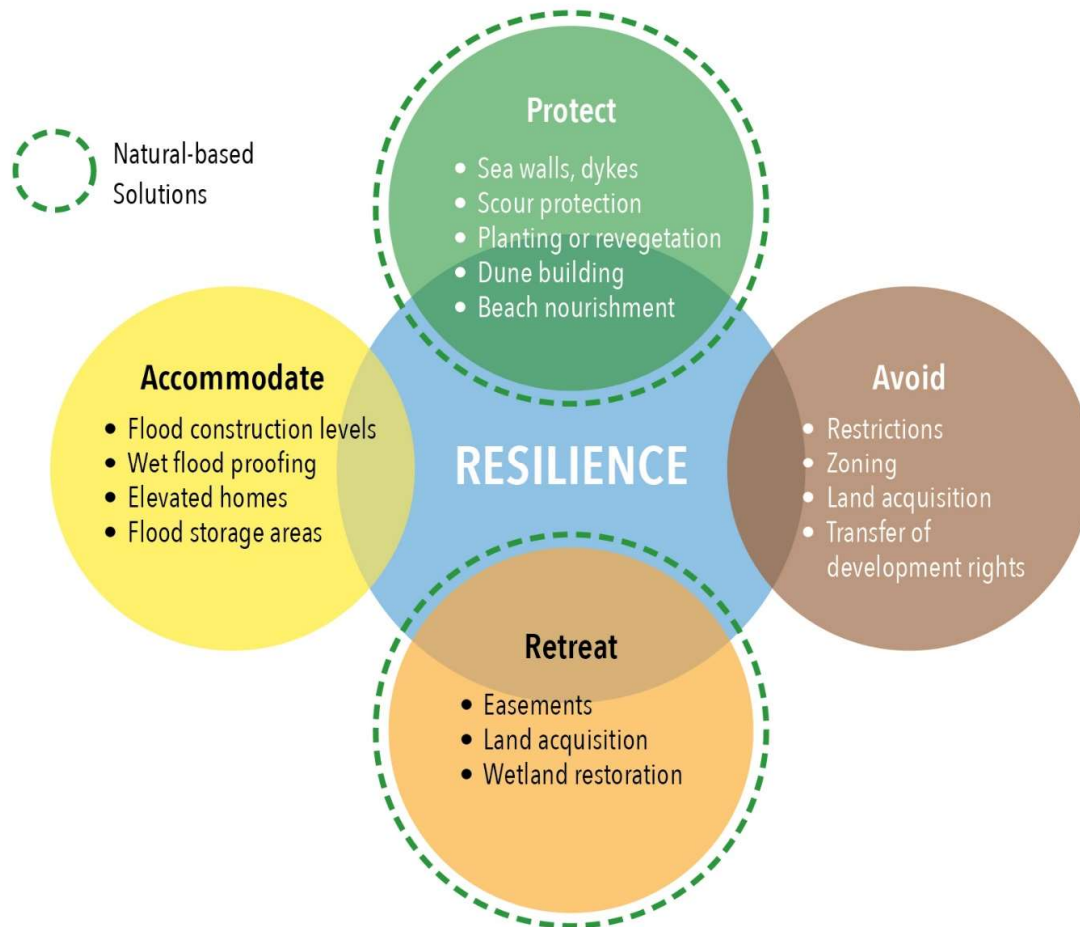 Natural-based
Solutions
Protect
• Sea walls, dykes
• Scour protection
• Planting or revegetation
• Dune building
• Beach nourishment
Accommodate
• Flood construction levels
• Wet flood proofing
• Elevated homes
• Flood storage areas
RESILIENCE
Avoid
• Restrictions
• Zoning
• Land acquisition
• Transfer of
development rights
Retreat
• Easements
• Land acquisition
• Wetland restoration